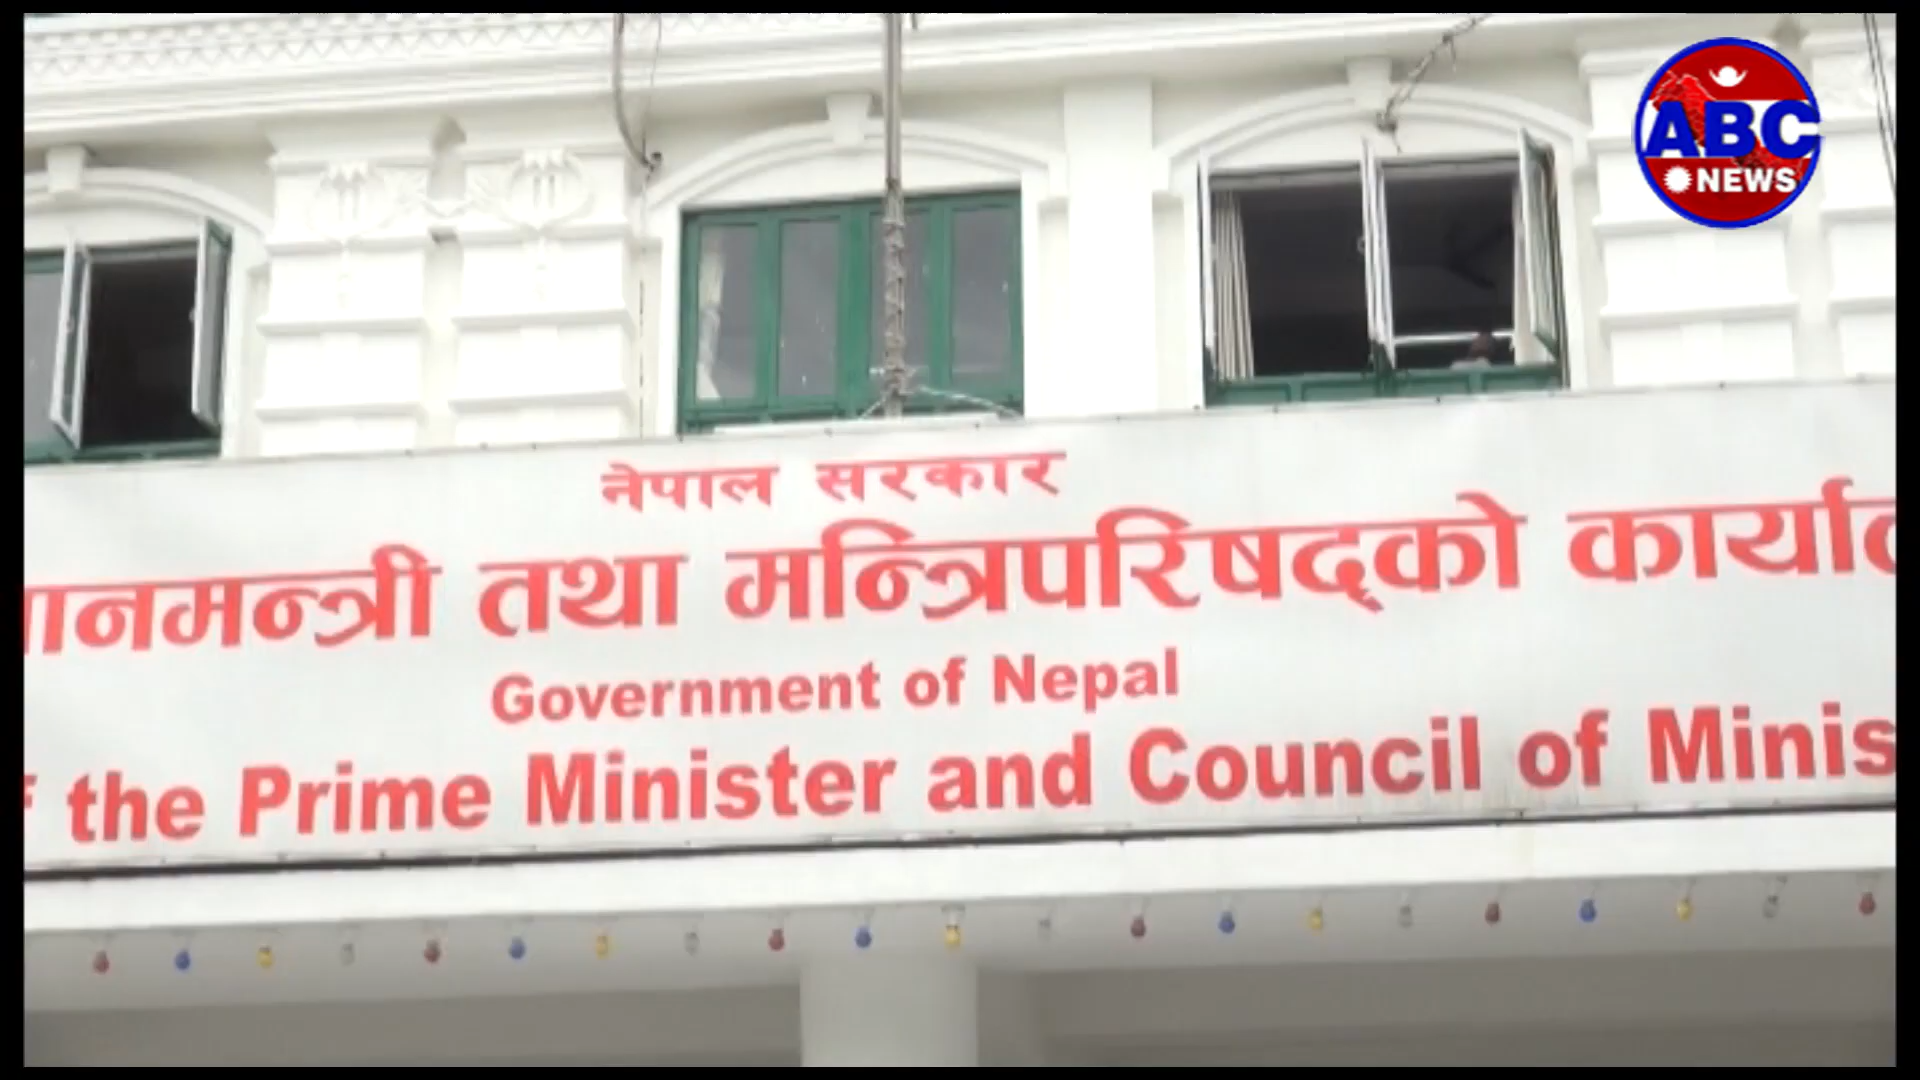 ABC
NEWS
नेपाल सरकार
ानमन्त्री तथा मन्त्रिपरिषद्को कार्या
Government of Nepal
the Prime Minister and Council of Minis